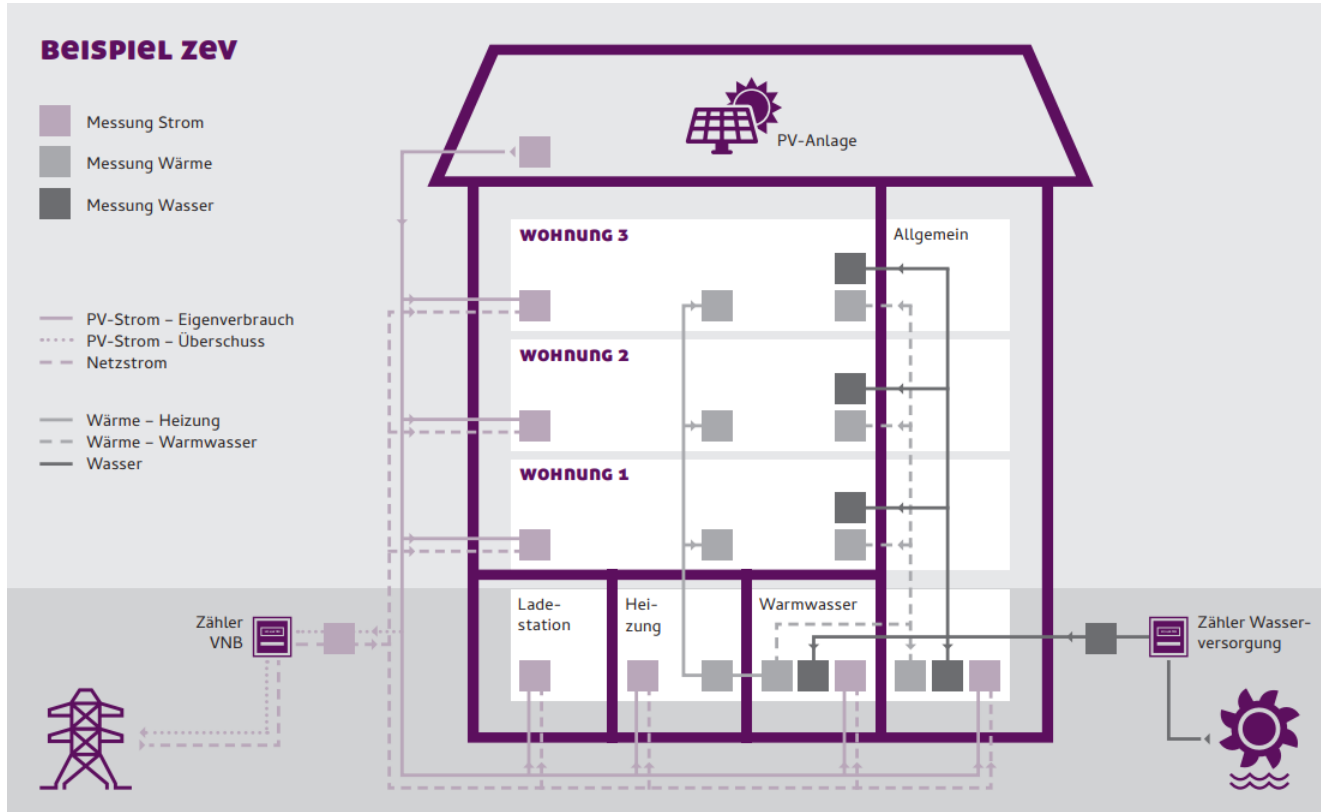 BEISPIEL ZEV
Messung Strom
Messung Wärme
Messung Wasser
PV-Strom – Eigenverbrauch
PV-Strom – Überschuss
Netzstrom
Wärme – Heizung
Wärme – Warmwasser
Wasser
PV-Anlage
WOHNUNG 3
Allgemein
WOHNUNG 2
WOHNUNG 1
Lade-
station
Hei-
zung
Warmwasser
Zähler
VNB
Zähler Wasser-
versorgung